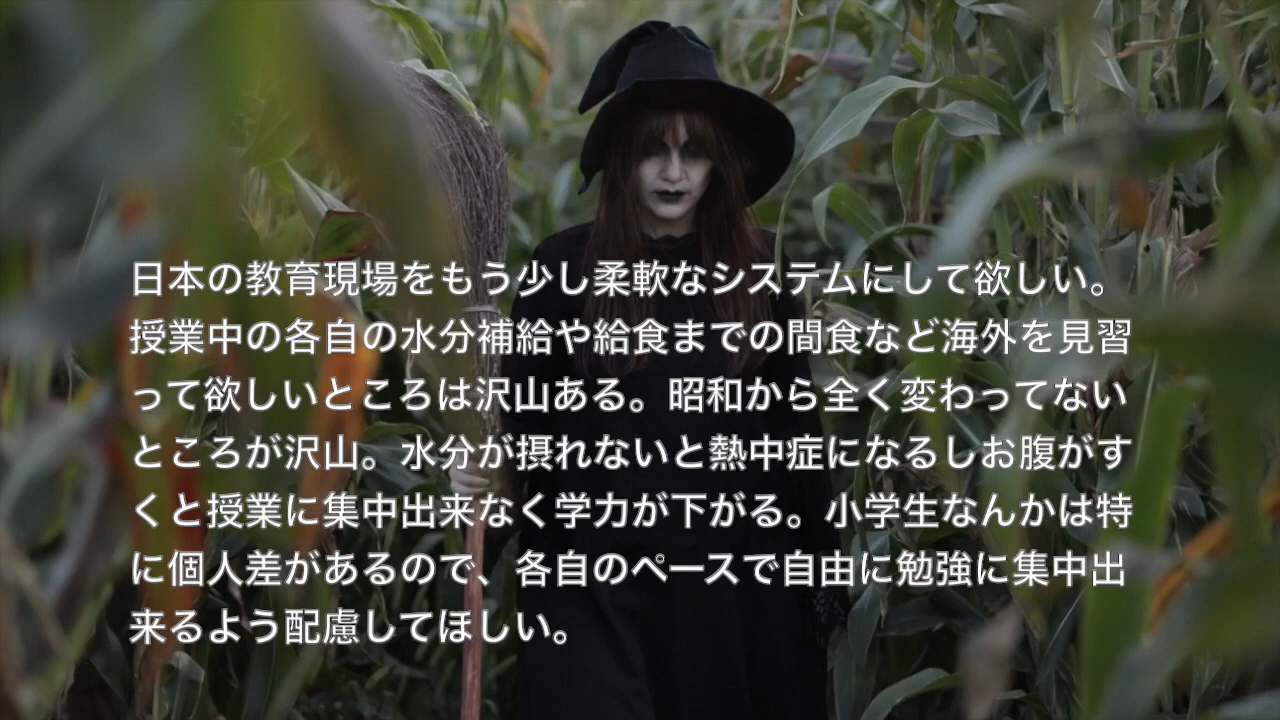 日本の教育現場をもう少し柔軟なシステムにして欲しい。
授業中の各自の水分補給や給食までの間食など海外を見習
って欲しいところは沢山ある。昭和から全く変わってない
ところが沢山。水分が摂れないと熱中症になるしお腹がす
くと授業に集中出来なく学力が下がる。小学生なんかは特
に個人差があるので、各自のペースで自由に勉強に集中出
来るよう配慮してほしい。